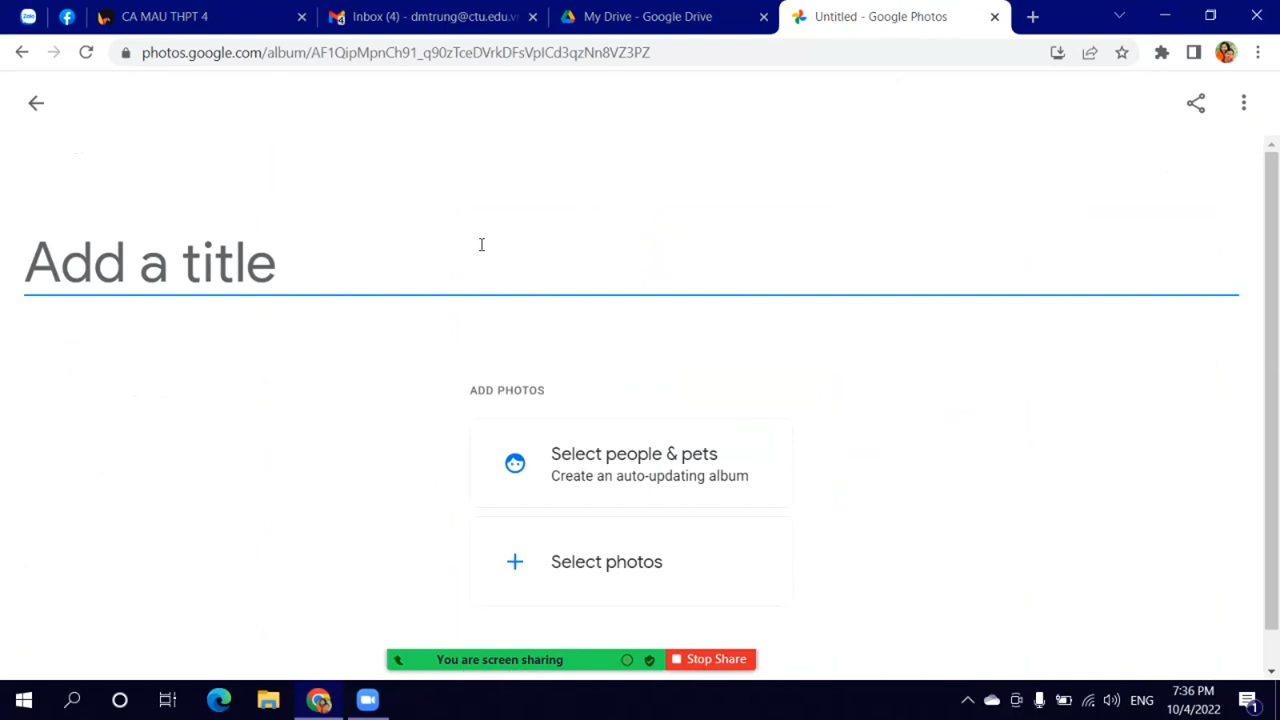 Zalo
CA MAU THPT 4
Inbox (4) - dmtrung@ctu.edu.v
My Drive - Google Drive
Untitled - Google Photos
photos.google.com/album/AF1QipMpnCh91_q90zTceDVrkDFsVpICd3qzNn8VZ3PZ
Add a title
ADD PHOTOS
Select people & pets
Create an auto-updating album
Select photos
You are screen sharing
Stop Share
ENG
7:36 PM
10/4/2022
1